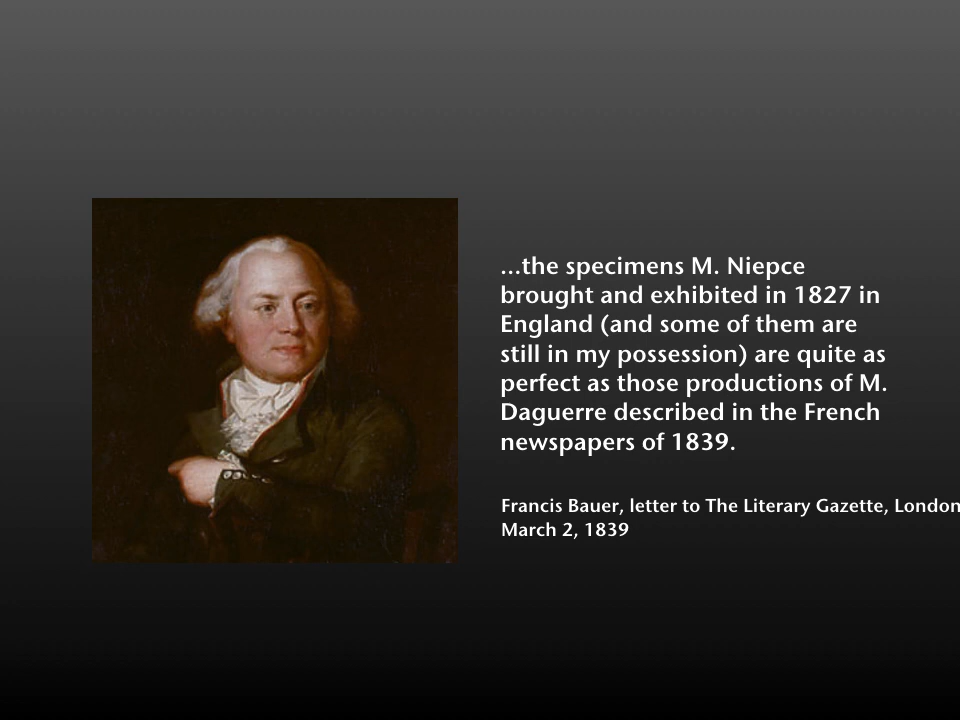 ...the specimens M. Niepce
brought and exhibited in 1827 in
England (and some of them are
still in my possession) are quite as
perfect as those productions of M.
Daguerre described in the French
newspapers of 1839.
Francis Bauer, letter to The Literary Gazette, London
March 2, 1839